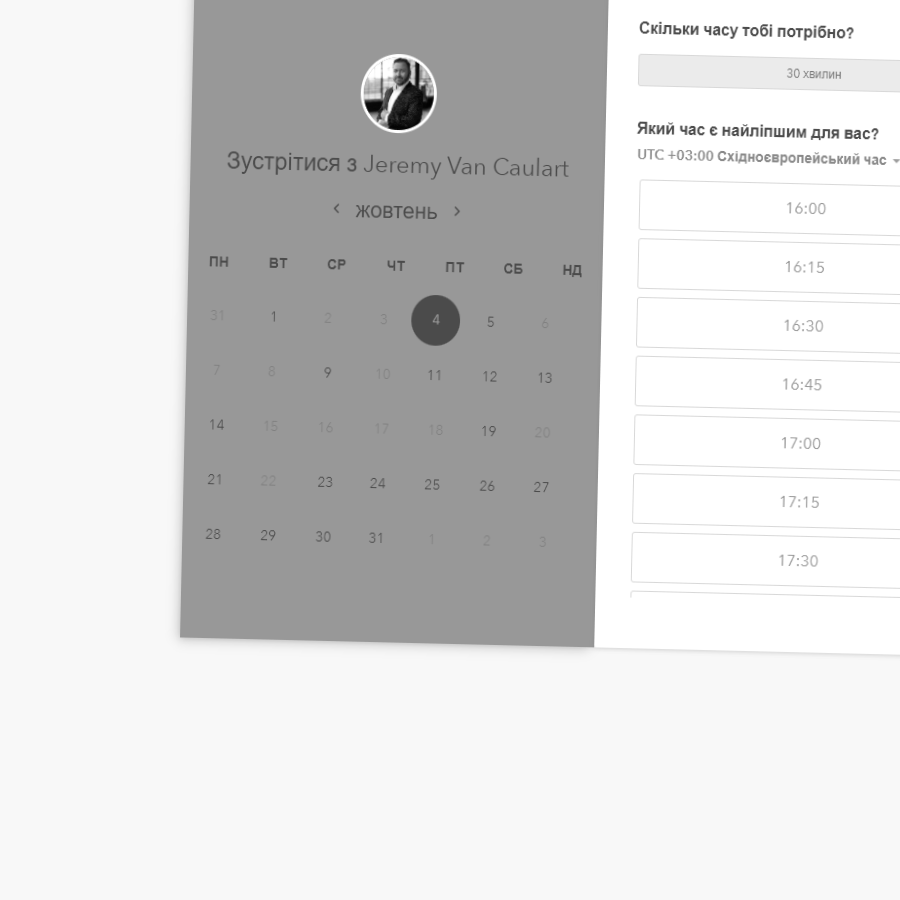 Зустрітися з Jeremy Van Caulart
‹ жовтень ›
ПН ВТ СР ЧТ ПТ СБ НД
31 1 2 3 4 5 6
7 8 9 10 11 12 13
14 15 16 17 18 19 20
21 22 23 24 25 26 27
28 29 30 31 1 2 3
Скільки часу тобі потрібно?
30 хвилин
Який час є найліпшим для вас?
UTC +03:00 Східноєвропейський час
16:00
16:15
16:30
16:45
17:00
17:15
17:30